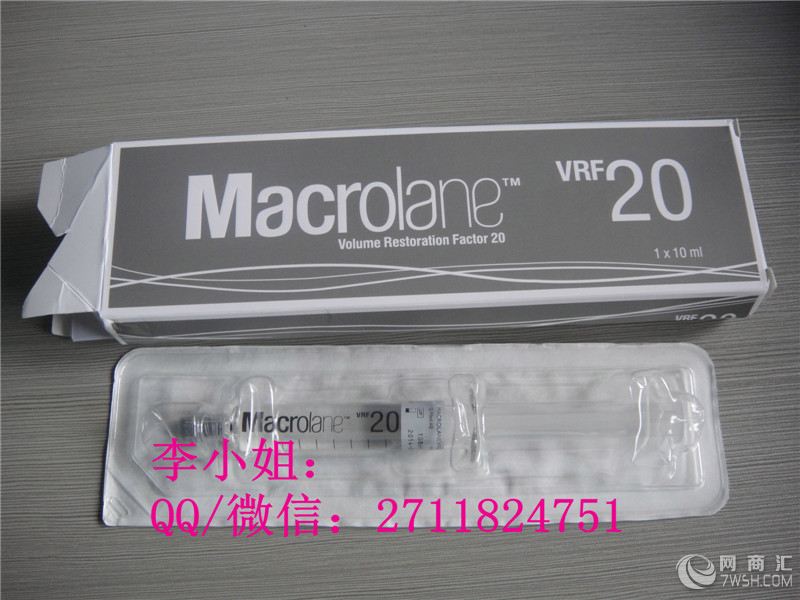 Macrolane™
VRF20
Volume Restoration Factor 20
1 x 10 ml
VRF
Macrolane™ VRF 20
李小姐：
QQ/微信：2711824751
网商汇
7WSH.COM